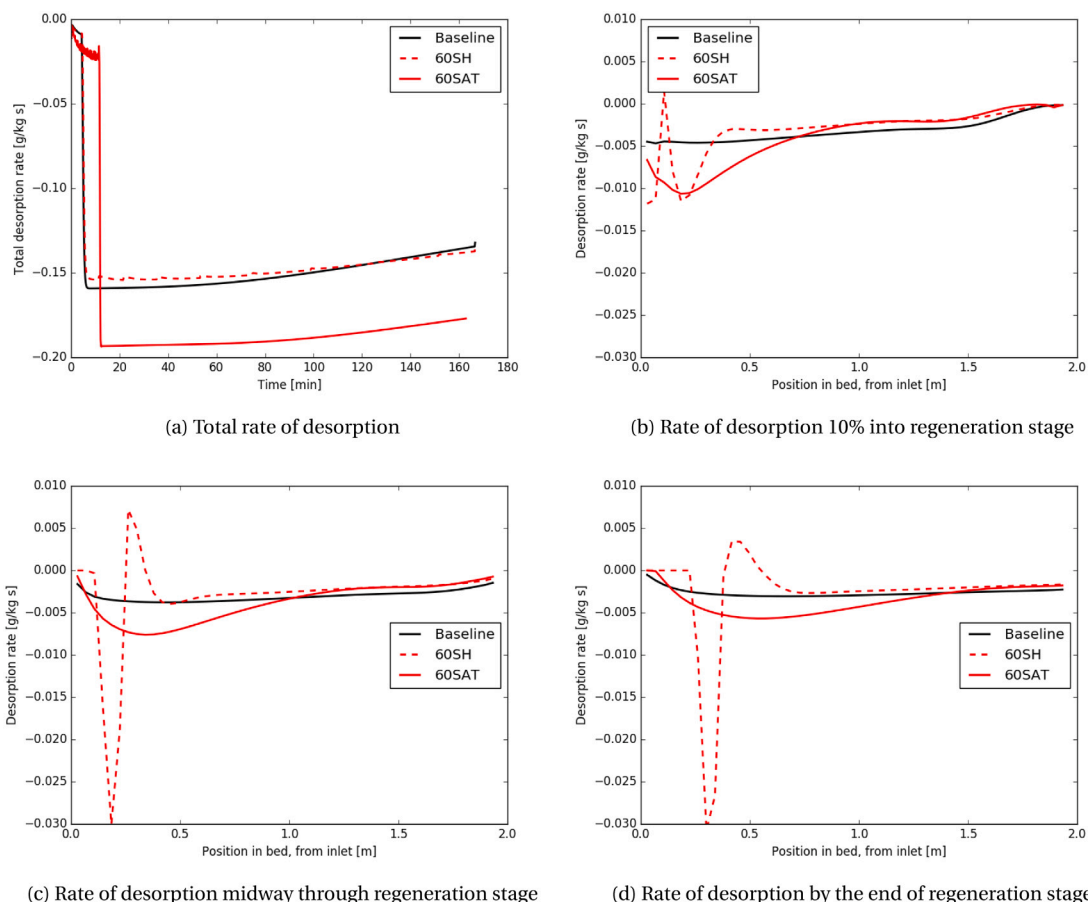 0.00
−0.05
−0.10
−0.15
−0.20
Total desorption rate [g/kg s]
Baseline
60SH
60SAT
0 20 40 60 80 100 120 140 160 180
Time [min]
(a) Total rate of desorption
0.010
0.005
0.000
−0.005
−0.010
−0.015
−0.020
−0.025
−0.030
Desorption rate [g/kg s]
Baseline
60SH
60SAT
0.0 0.5 1.0 1.5 2.0
Position in bed, from inlet [m]
(b) Rate of desorption 10% into regeneration stage
0.010
0.005
0.000
−0.005
−0.010
−0.015
−0.020
−0.025
−0.030
Desorption rate [g/kg s]
Baseline
60SH
60SAT
0.0 0.5 1.0 1.5 2.0
Position in bed, from inlet [m]
(c) Rate of desorption midway through regeneration stage
0.010
0.005
0.000
−0.005
−0.010
−0.015
−0.020
−0.025
−0.030
Desorption rate [g/kg s]
Baseline
60SH
60SAT
0.0 0.5 1.0 1.5 2.0
Position in bed, from inlet [m]
(d) Rate of desorption by the end of regeneration stage